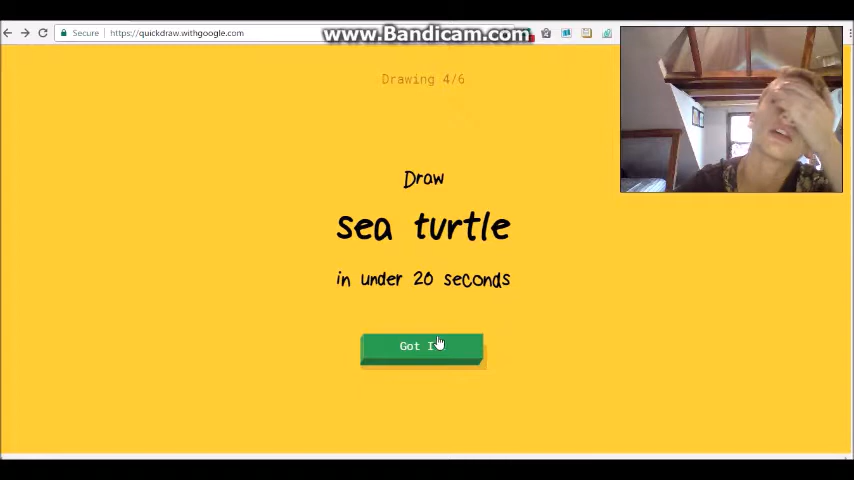 Secure
https://quickdraw.withgoogle.com
www.Bandicam.com
Drawing 4/6
Draw
sea turtle
in under 20 seconds
Got I